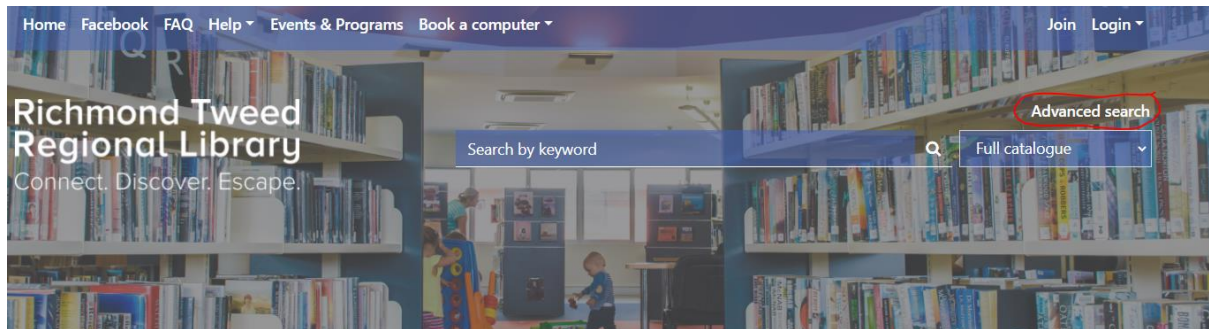 Home Facebook FAQ Help Events & Programs Book a computer Join Login
Richmond Tweed
Regional Library
Connect. Discover. Escape.
Advanced search
Search by keyword Full catalogue